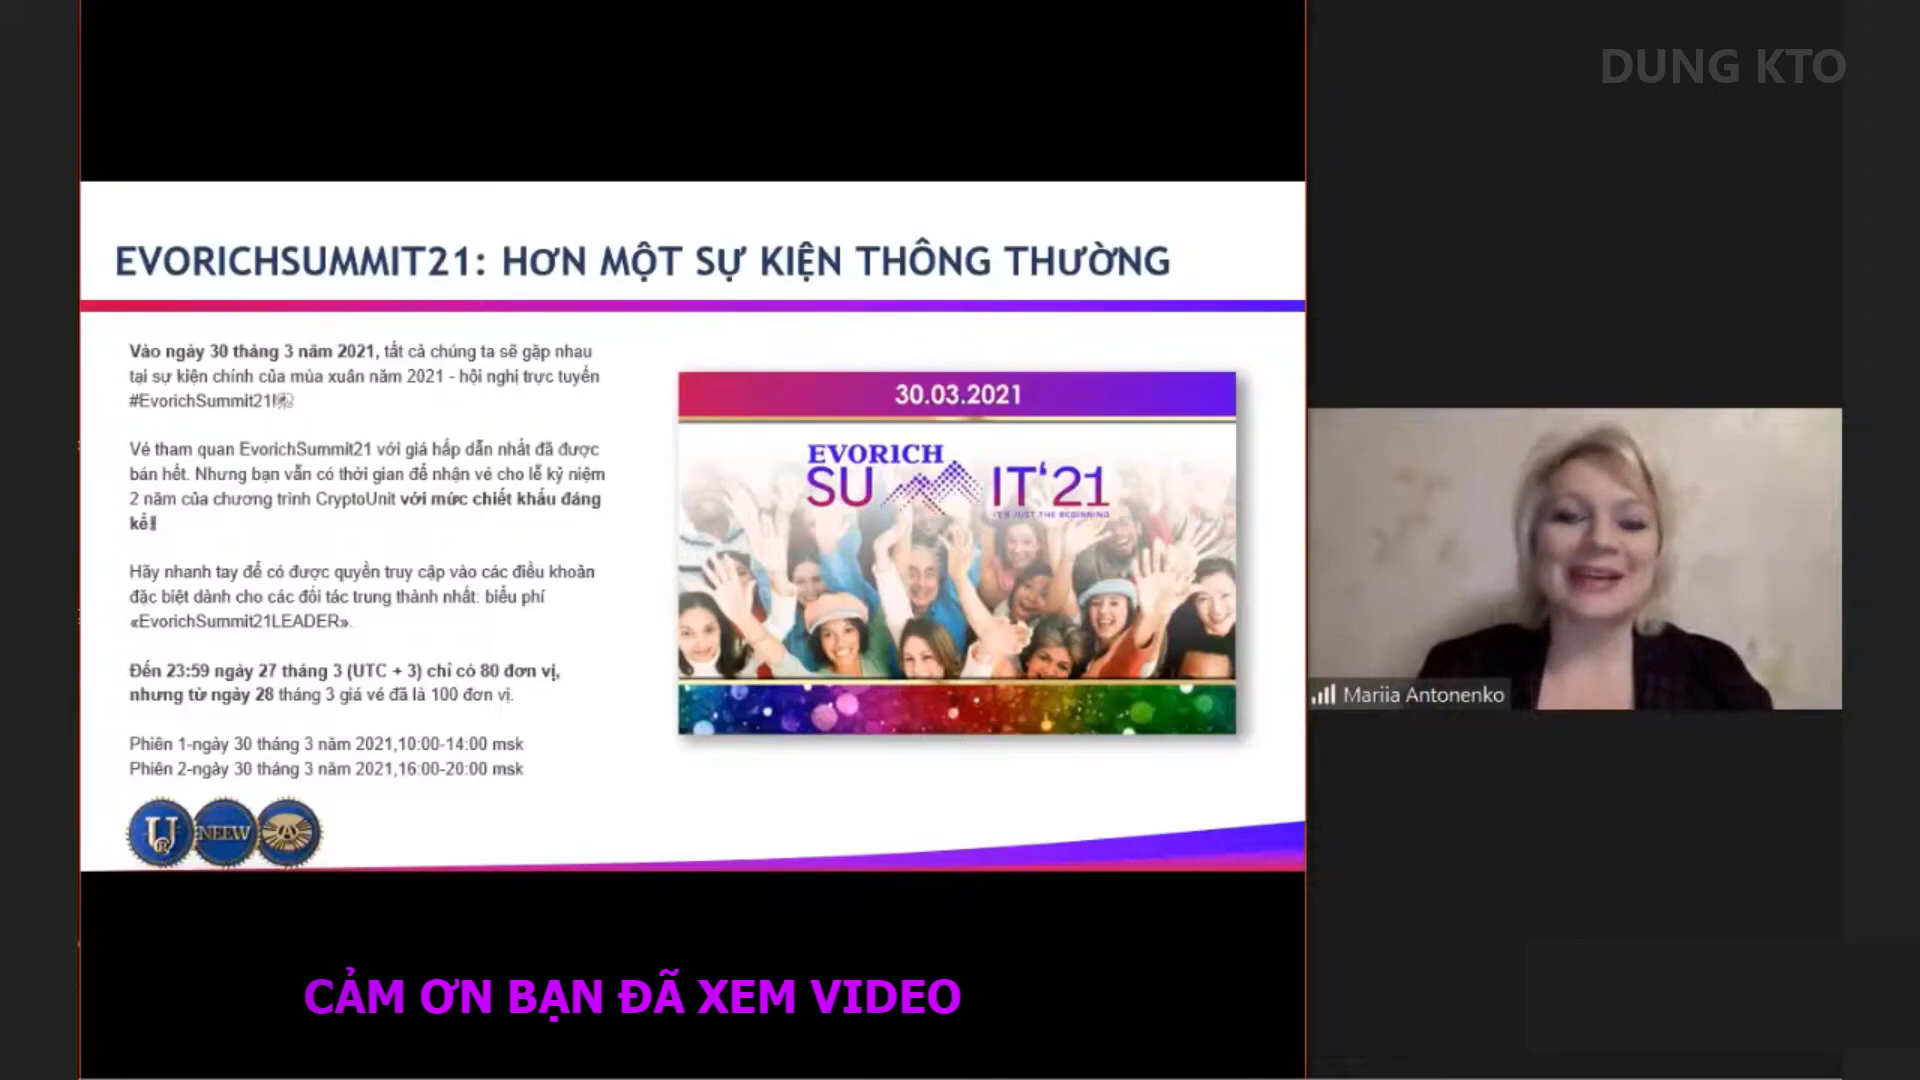 DUNG KTO
EVORICHSUMMIT21: HƠN MỘT SỰ KIỆN THÔNG THƯỜNG
Vào ngày 30 tháng 3 năm 2021, tất cả chúng ta sẽ gặp nhau
tại sự kiện chính của mùa xuân năm 2021 - hội nghị trực tuyến
#EvorichSummit21!
Vé tham quan EvorichSummit21 với giá hấp dẫn nhất đã được
bán hết. Nhưng bạn vẫn có thời gian để nhận vé cho lễ kỷ niệm
2 năm của chương trình CryptoUnit với mức chiết khấu đáng
kể!
Hãy nhanh tay để có được quyền truy cập vào các điều khoản
đặc biệt dành cho các đối tác trung thành nhất: biểu phí
«EvorichSummit21LEADER».
Đến 23:59 ngày 27 tháng 3 (UTC + 3) chỉ có 80 đơn vị,
nhưng từ ngày 28 tháng 3 giá vé đã là 100 đơn vị.
Phiên 1-ngày 30 tháng 3 năm 2021,10:00-14:00 msk
Phiên 2-ngày 30 tháng 3 năm 2021,16:00-20:00 msk
30.03.2021
EVORICH
SUMMIT'21
IT'S JUST THE BEGINNING
NEEW
Mariia Antonenko
CẢM ƠN BẠN ĐÃ XEM VIDEO